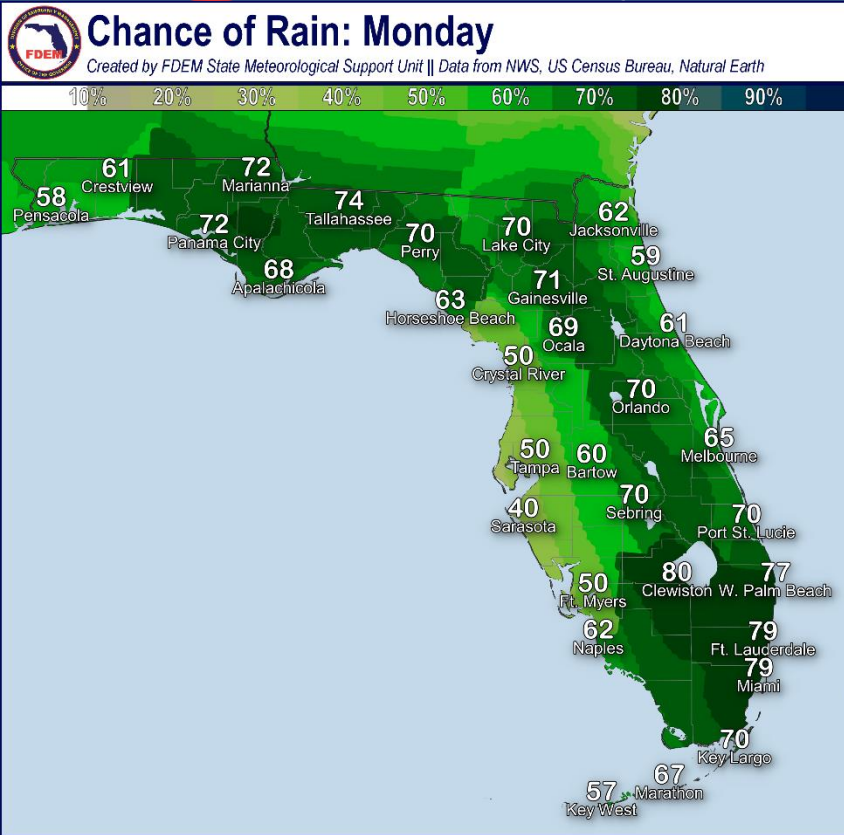 Chance of Rain: Monday
FDEM
Created by FDEM State Meteorological Support Unit || Data from NWS, US Census Bureau, Natural Earth
10% 20% 30% 40% 50% 60% 70% 80% 90%
61
Crestview
72
Marianna
58
Pensacola
74
Tallahassee
72
Panama City
70
Perry
70
Lake City
62
Jacksonville
68
Apalachicola
59
St. Augustine
63
Horseshoe Beach
71
Gainesville
69
Ocala
61
Daytona Beach
50
Crystal River
70
Orlando
50
Tampa
60
Bartow
65
Melbourne
40
Sarasota
70
Sebring
70
Port St. Lucie
50
Ft. Myers
80
Clewiston
77
W. Palm Beach
62
Naples
79
Ft. Lauderdale
79
Miami
70
Key Largo
67
Marathon
57
Key West